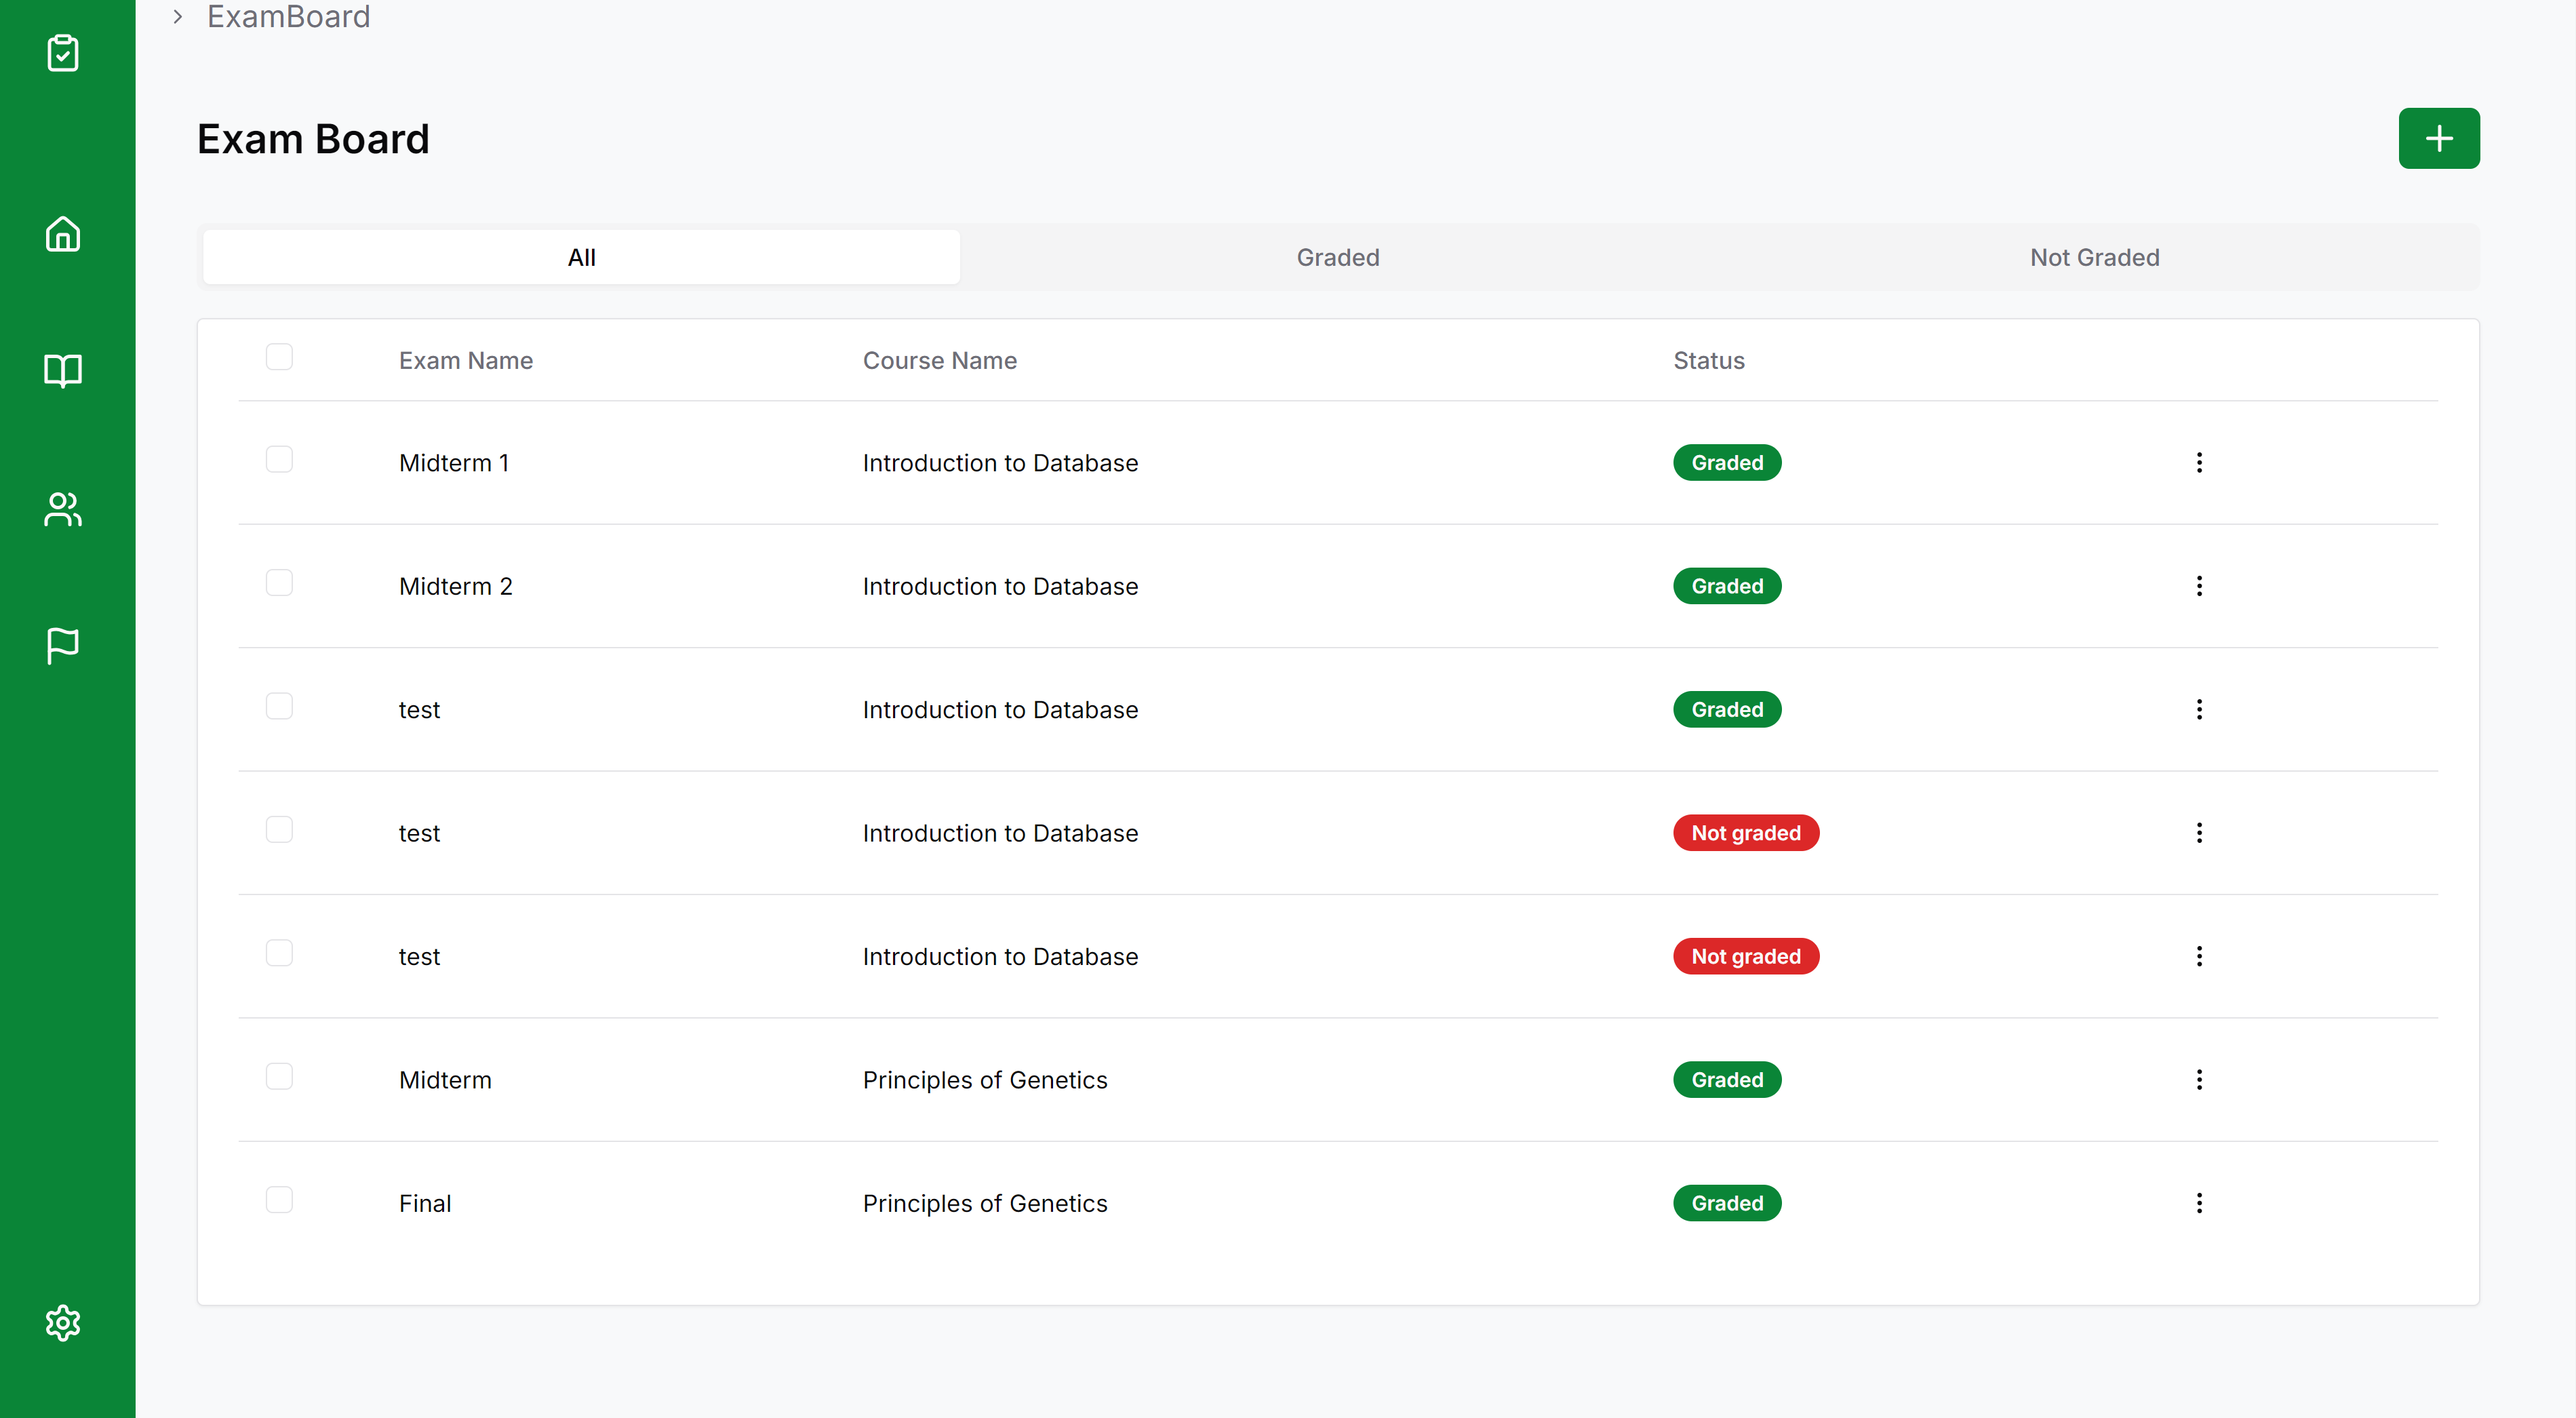 ExamBoard
Exam Board
All Graded Not Graded
Exam Name Course Name Status
Midterm 1 Introduction to Database Graded
Midterm 2 Introduction to Database Graded
test Introduction to Database Graded
test Introduction to Database Not graded
test Introduction to Database Not graded
Midterm Principles of Genetics Graded
Final Principles of Genetics Graded